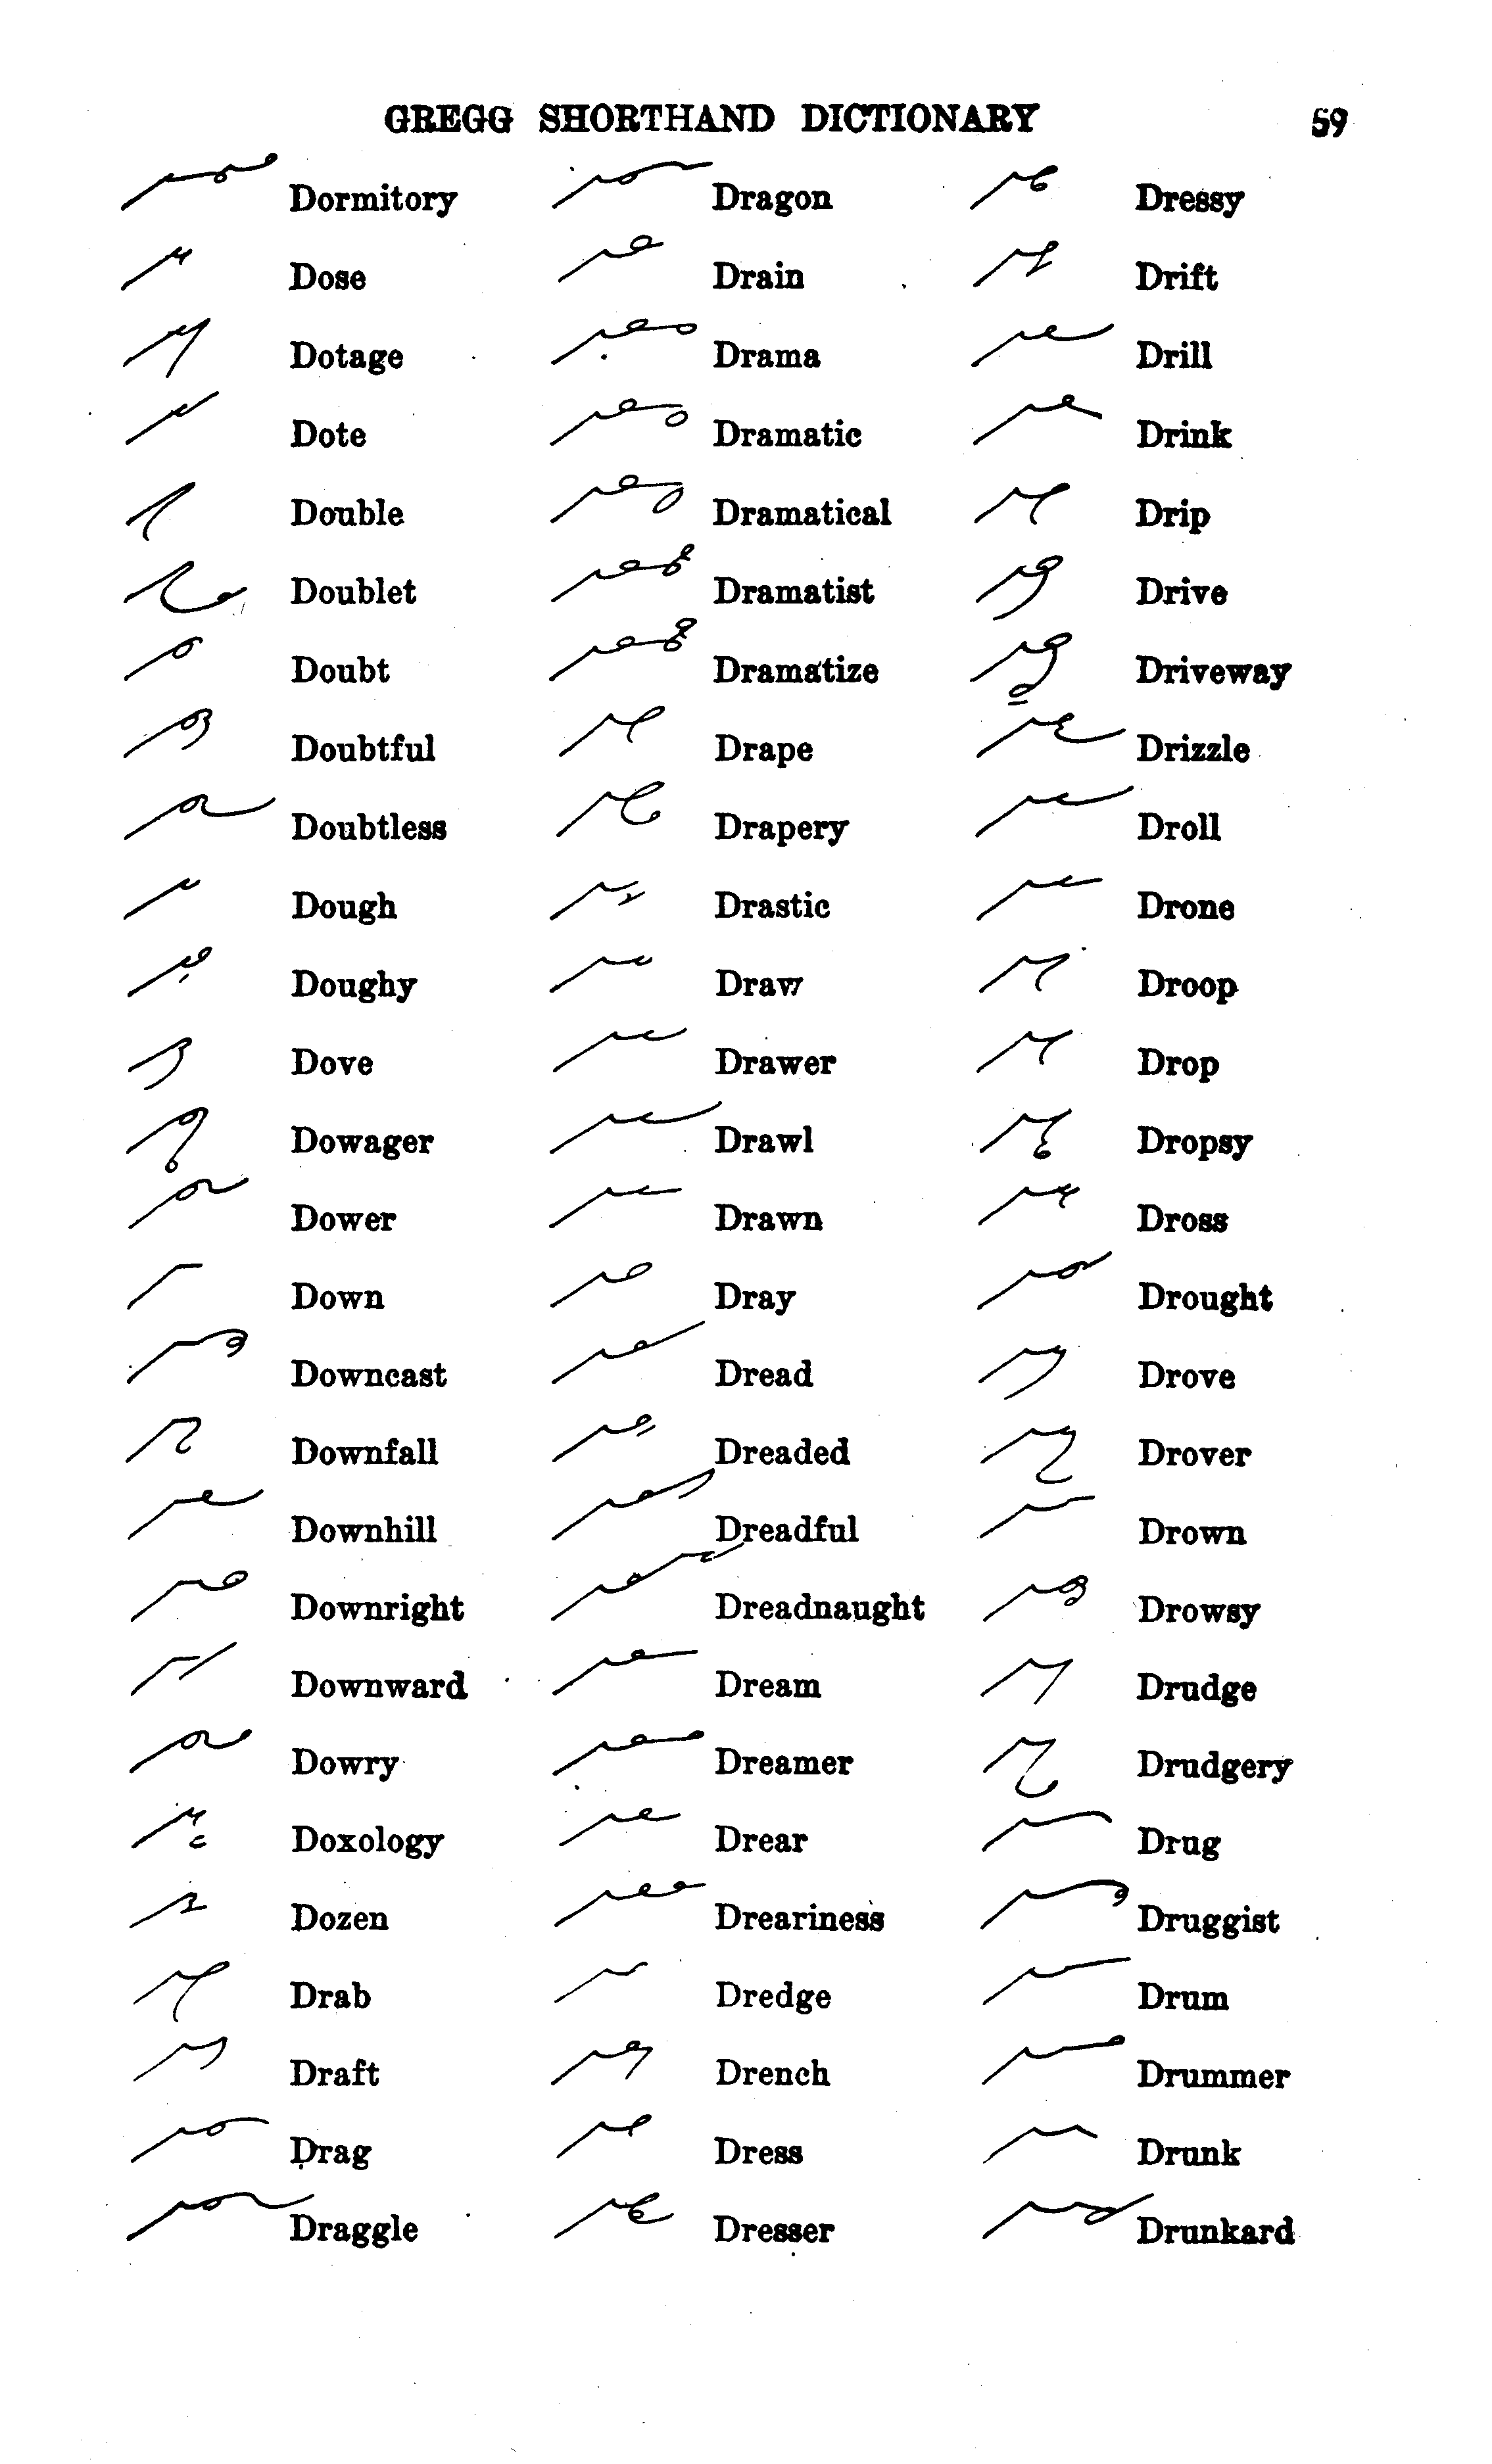 GREGG SHORTHAND DICTIONARY 59
Dormitory
Dose
Dotage
Dote
Double
Doublet
Doubt
Doubtful
Doubtless
Dough
Doughy
Dove
Dowager
Dower
Down
Downcast
Downfall
Downhill
Downright
Downward
Dowry
Doxology
Dozen
Drab
Draft
Drag
Draggle
Dragon
Drain
Drama
Dramatic
Dramatical
Dramatist
Dramatize
Drape
Drapery
Drastic
Draw
Drawer
Drawl
Drawn
Dray
Dread
Dreaded
Dreadful
Dreadnaught
Dream
Dreamer
Drear
Dreariness
Dredge
Drench
Dress
Dresser
Dressy
Drift
Drill
Drink
Drip
Drive
Driveway
Drizzle
Droll
Drone
Droop
Drop
Dropsy
Dross
Drought
Drove
Drover
Drown
Drowsy
Drudge
Drudgery
Drug
Druggist
Drum
Drummer
Drunk
Drunkard